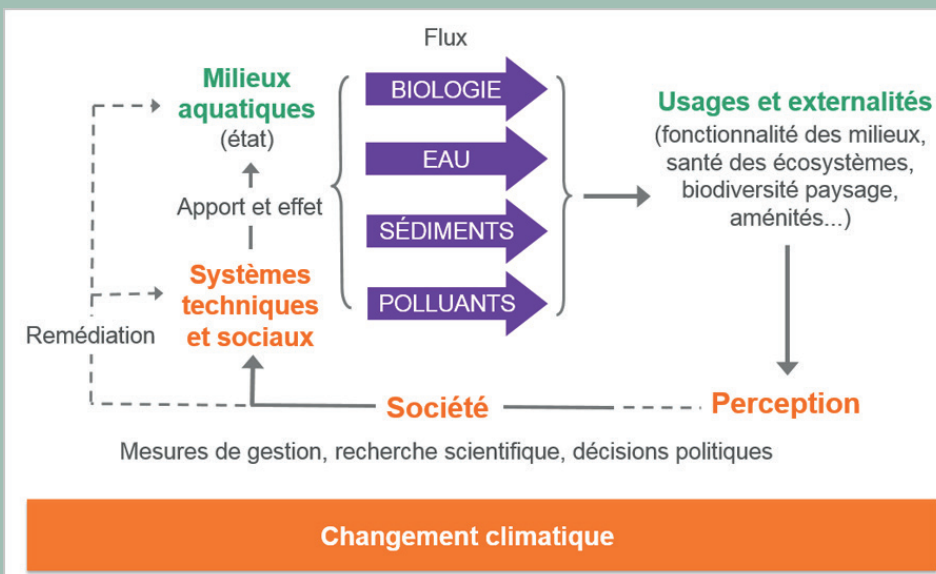 Flux
Milieux
aquatiques
(état)
Apport et effet
Systèmes
techniques
et sociaux
Remédiation
BIOLOGIE
EAU
SÉDIMENTS
POLLUANTS
Usages et externalités
(fonctionnalité des milieux,
santé des écosystèmes,
biodiversité paysage,
aménités...)
Société
Perception
Mesures de gestion, recherche scientifique, décisions politiques
Changement climatique